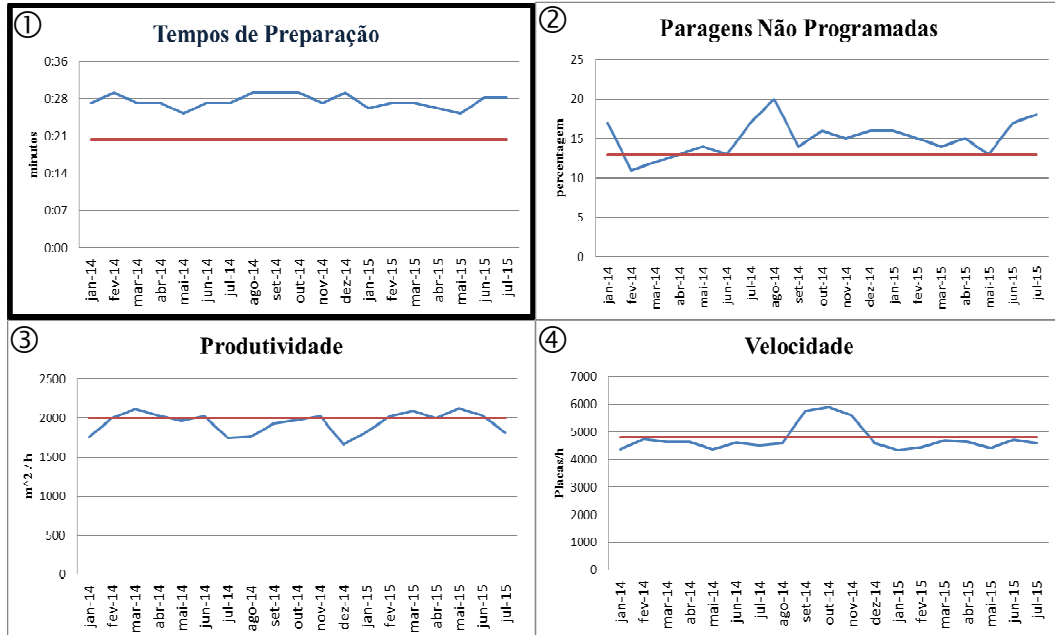 ①
Tempos de Preparação
0:36
0:28
0:21
0:14
0:07
0:00
minutos
jan-14
fev-14
mar-14
abr-14
mai-14
jun-14
jul-14
ago-14
set-14
out-14
nov-14
dez-14
jan-15
fev-15
mar-15
abr-15
mai-15
jun-15
jul-15
②
Paragens Não Programadas
25
20
15
10
5
0
percentagem
jan-14
fev-14
mar-14
abr-14
mai-14
jun-14
jul-14
ago-14
set-14
out-14
nov-14
dez-14
jan-15
fev-15
mar-15
abr-15
mai-15
jun-15
jul-15
③
Produtividade
2500
2000
1500
1000
500
0
m^2 / h
jan-14
fev-14
mar-14
abr-14
mai-14
jun-14
jul-14
ago-14
set-14
out-14
nov-14
dez-14
jan-15
fev-15
mar-15
abr-15
mai-15
jun-15
jul-15
④
Velocidade
7000
6000
5000
4000
3000
2000
1000
0
Placas/h
jan-14
fev-14
mar-14
abr-14
mai-14
jun-14
jul-14
ago-14
set-14
out-14
nov-14
dez-14
jan-15
fev-15
mar-15
abr-15
mai-15
jun-15
jul-15